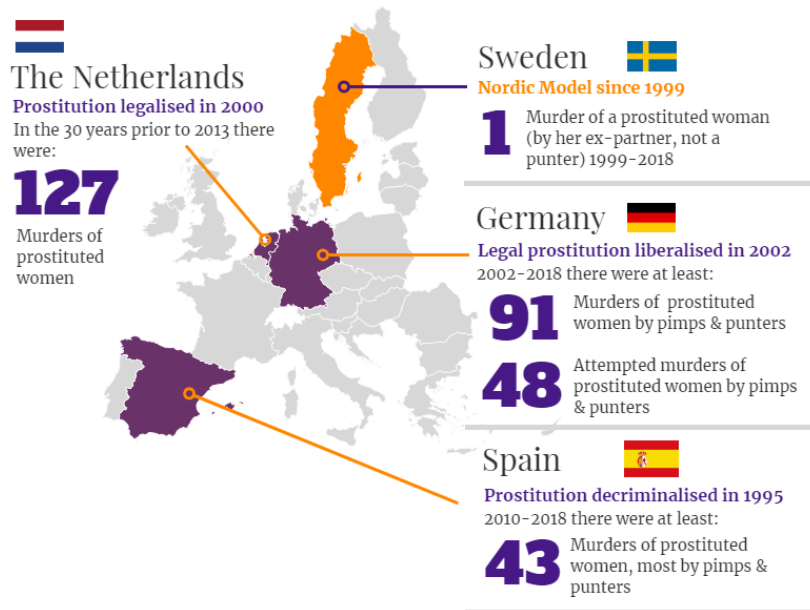 The Netherlands
Prostitution legalised in 2000
In the 30 years prior to 2013 there
were:
127
Murders of
prostituted
women
Sweden
Nordic Model since 1999
1
Murder of a prostituted woman
(by her ex-partner, not a
punter) 1999-2018
Germany
Legal prostitution liberalised in 2002
2002-2018 there were at least:
91
Murders of prostituted
women by pimps & punters
48
Attempted murders of
prostituted women by pimps
& punters
Spain
Prostitution decriminalised in 1995
2010-2018 there were at least:
43
Murders of prostituted
women, most by pimps &
punters